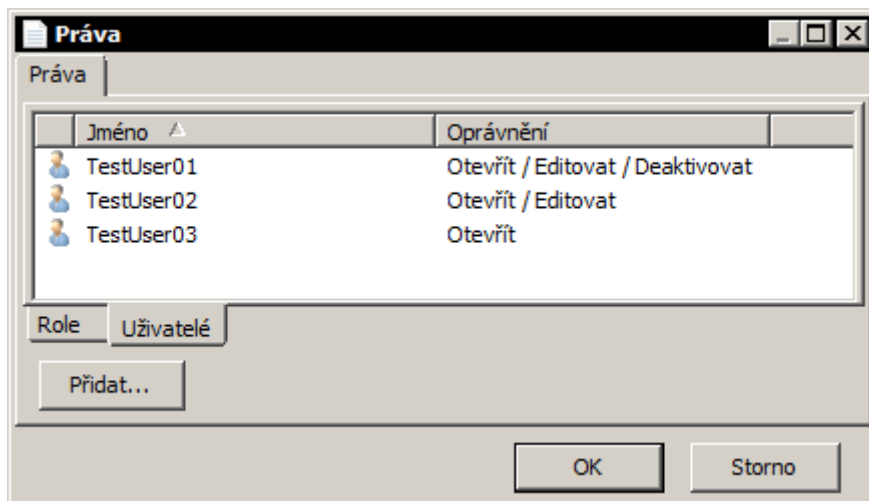 Práva
Práva
Jméno Oprávnění
TestUser01 Otevřít / Editovat / Deaktivovat
TestUser02 Otevřít / Editovat
TestUser03 Otevřít
Role Uživatelé
Přidat...
OK Storno